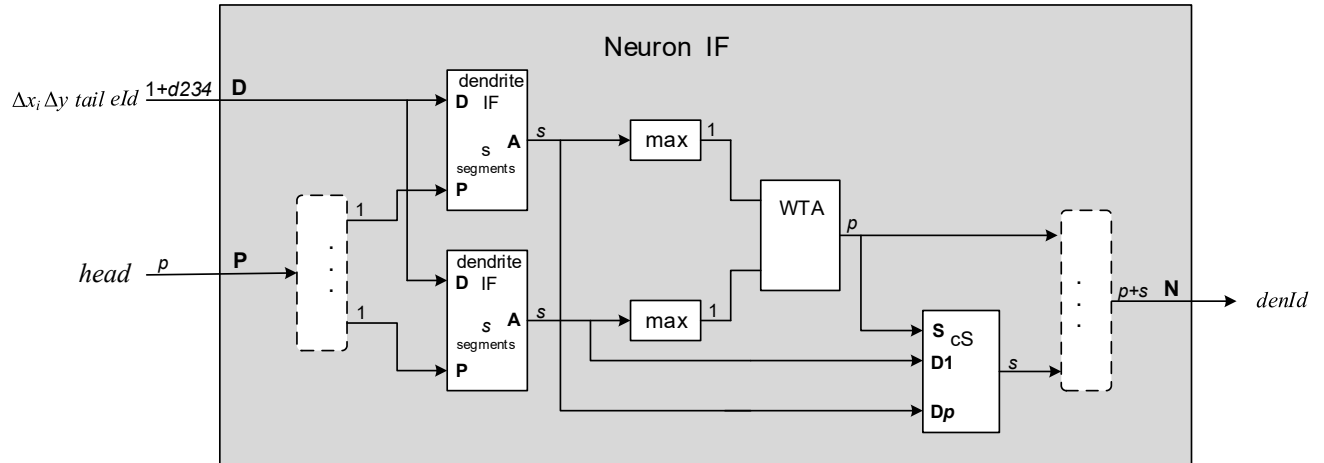 Neuron IF
Δxᵢ Δy tail eId
1+d234
D
head
p
P
1
1
dendrite
IF
D
A
s
segments
P
s
dendrite
IF
D
A
s
segments
P
s
max
1
max
1
WTA
p
S
cS
D1
Dp
s
p+s
N
denId